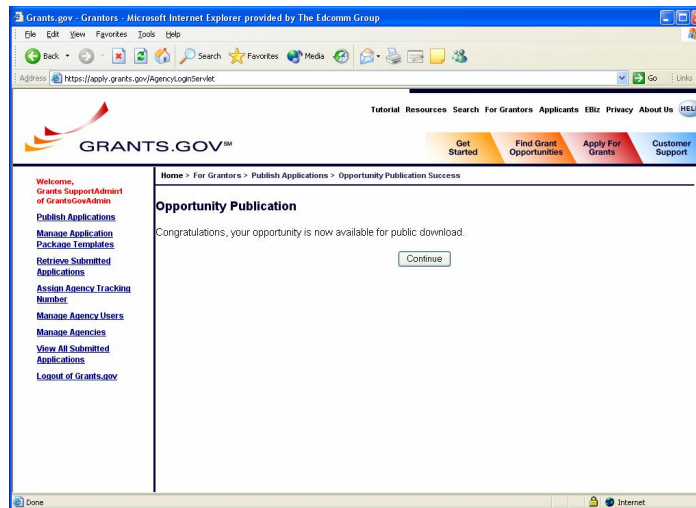 Grants.gov - Grantors - Microsoft Internet Explorer provided by The Edcomm Group
File Edit View Favorites Tools Help
Back Search Favorites Media
Address https://apply.grants.gov/AgencyLoginServlet Go Links
Tutorial Resources Search For Grantors Applicants EBiz Privacy About Us HEL
GRANTS.GOV SM
Get Started
Find Grant Opportunities
Apply For Grants
Customer Support
Home > For Grantors > Publish Applications > Opportunity Publication Success
Welcome,
Grants SupportAdmin1
of GrantsGovAdmin
Publish Applications
Manage Application
Package Templates
Retrieve Submitted
Applications
Assign Agency Tracking
Number
Manage Agency Users
Manage Agencies
View All Submitted
Applications
Logout of Grants.gov
Opportunity Publication
Congratulations, your opportunity is now available for public download.
Continue
Done Internet